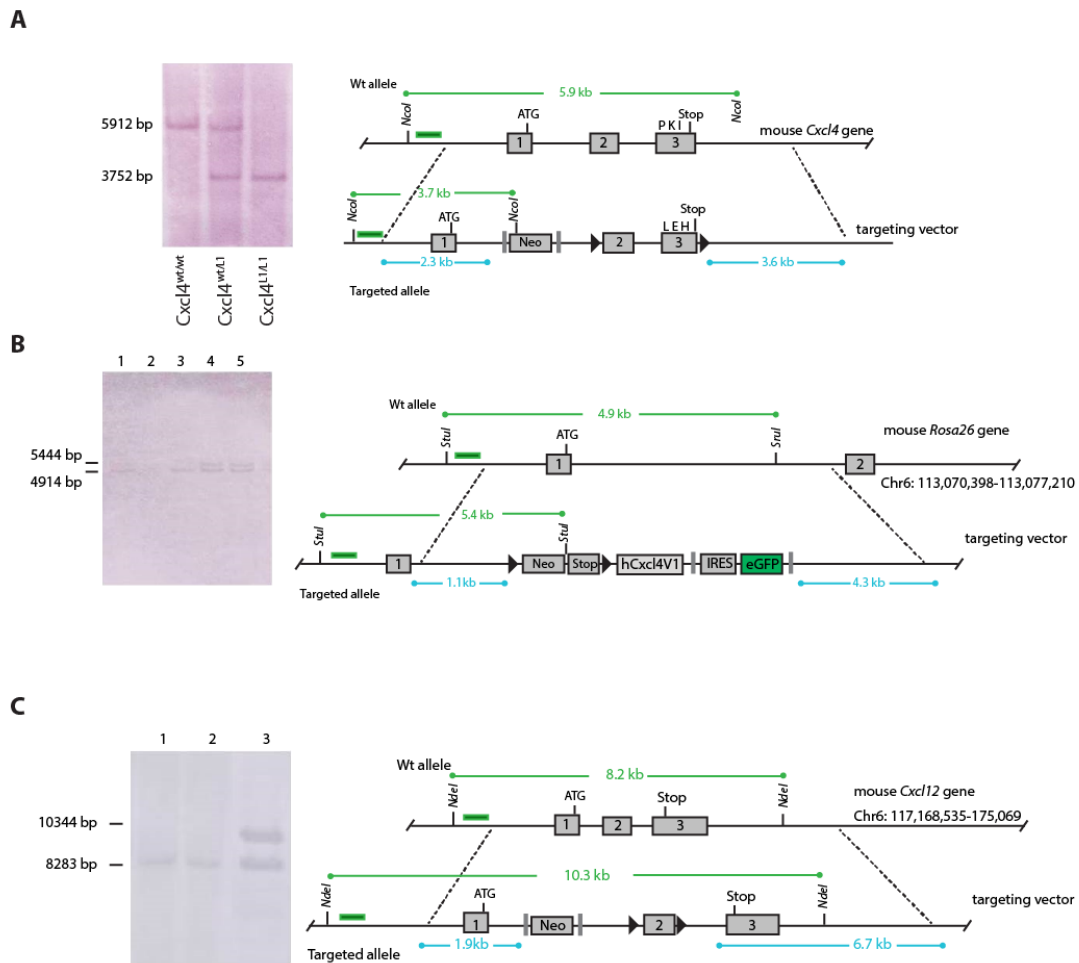 A
Wt allele
5.9 kb
NcoI
NcoI
5912 bp
ATG
PKI
Stop
1
2
3
mouse Cxcl4 gene
3752 bp
3.7 kb
NcoI
NcoI
ATG
LEH
Stop
1
Neo
2
3
targeting vector
2.3 kb
3.6 kb
Targeted allele
Cxcl4wt/wt
Cxcl4wt/L1
Cxcl4L1/L1
B
1 2 3 4 5
Wt allele
4.9 kb
StuI
SruI
ATG
mouse Rosa26 gene
5444 bp
4914 bp
1
2
Chr6: 113,070,398-113,077,210
5.4 kb
StuI
StuI
targeting vector
1
Neo
Stop
hCxcl4V1
IRES
eGFP
1.1kb
4.3 kb
Targeted allele
C
1 2 3
Wt allele
8.2 kb
NdeI
NdeI
ATG
Stop
mouse Cxcl12 gene
10344 bp
1
2
3
Chr6: 117,168,535-175,069
8283 bp
10.3 kb
NdeI
NdeI
ATG
Stop
targeting vector
1
Neo
2
3
1.9kb
6.7 kb
Targeted allele